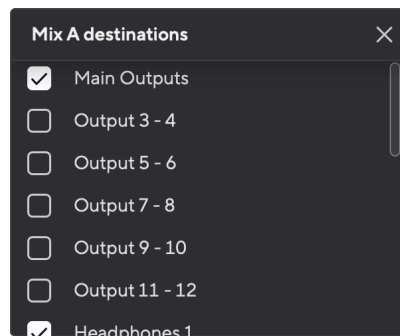 Mix A destinations
Main Outputs
Output 3 - 4
Output 5 - 6
Output 7 - 8
Output 9 - 10
Output 11 - 12
Headphones 1